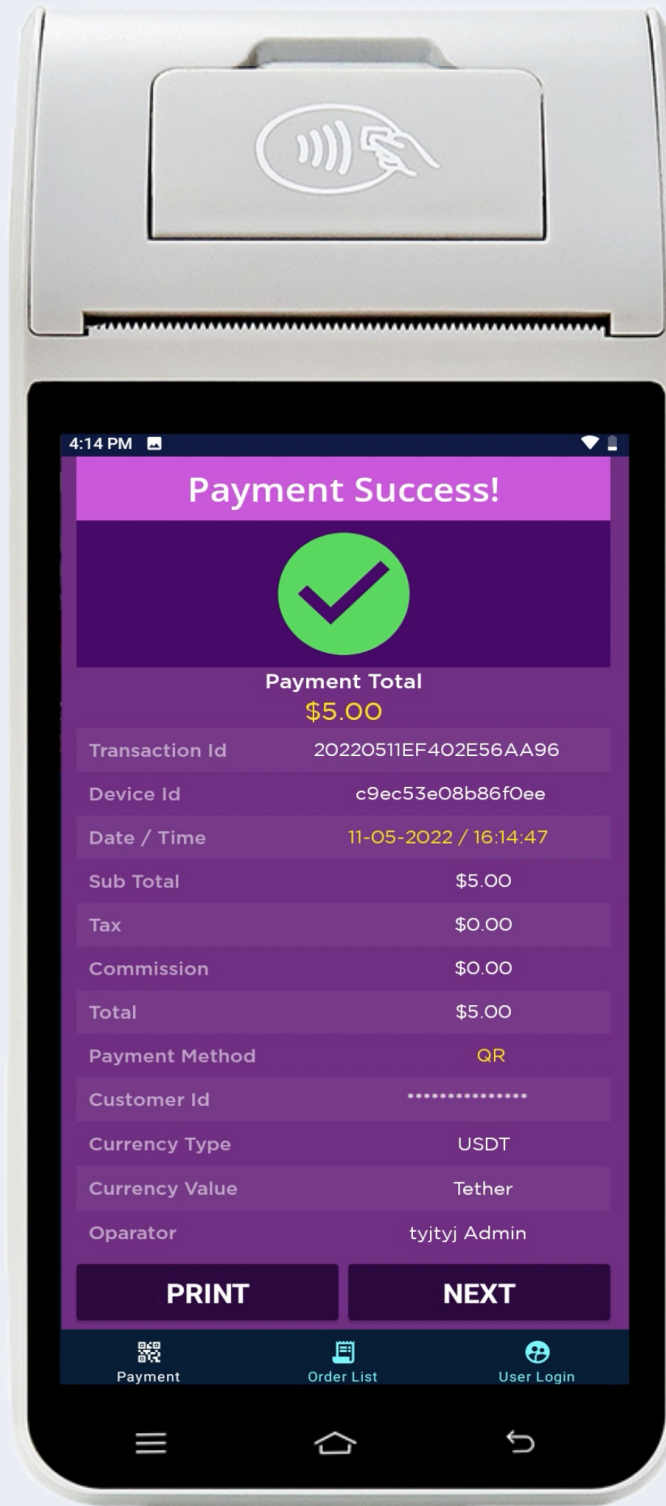 4:14 PM
Payment Success!
Payment Total
$5.00
Transaction Id 20220511EF402E56AA96
Device Id c9ec53e08b86f0ee
Date / Time 11-05-2022 / 16:14:47
Sub Total $5.00
Tax $0.00
Commission $0.00
Total $5.00
Payment Method QR
Customer Id ***************
Currency Type USDT
Currency Value Tether
Oparator tyjtyj Admin
PRINT NEXT
Payment Order List User Login